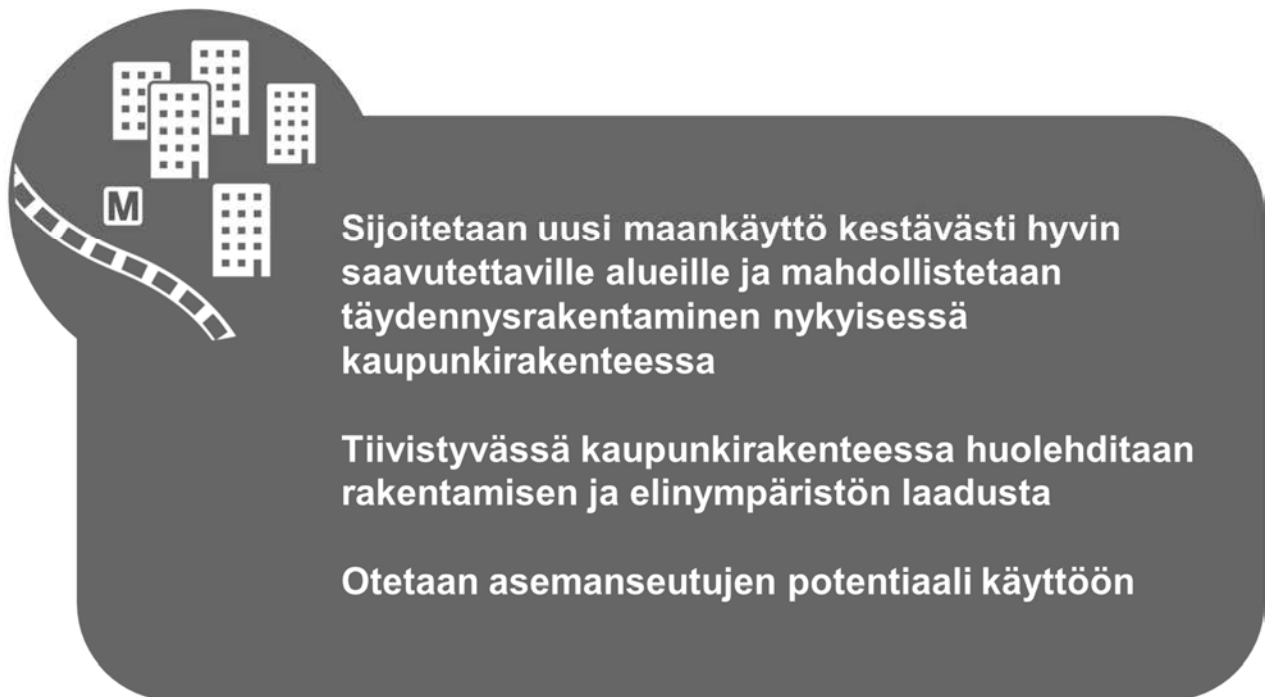 M
Sijoitetaan uusi maankäyttö kestävästi hyvin
saavutettaville alueille ja mahdollistetaan
täydennysrakentaminen nykyisessä
kaupunkirakenteessa
Tiivistyvässä kaupunkirakenteessa huolehditaan
rakentamisen ja elinympäristön laadusta
Otetaan asemanseutujen potentiaali käyttöön